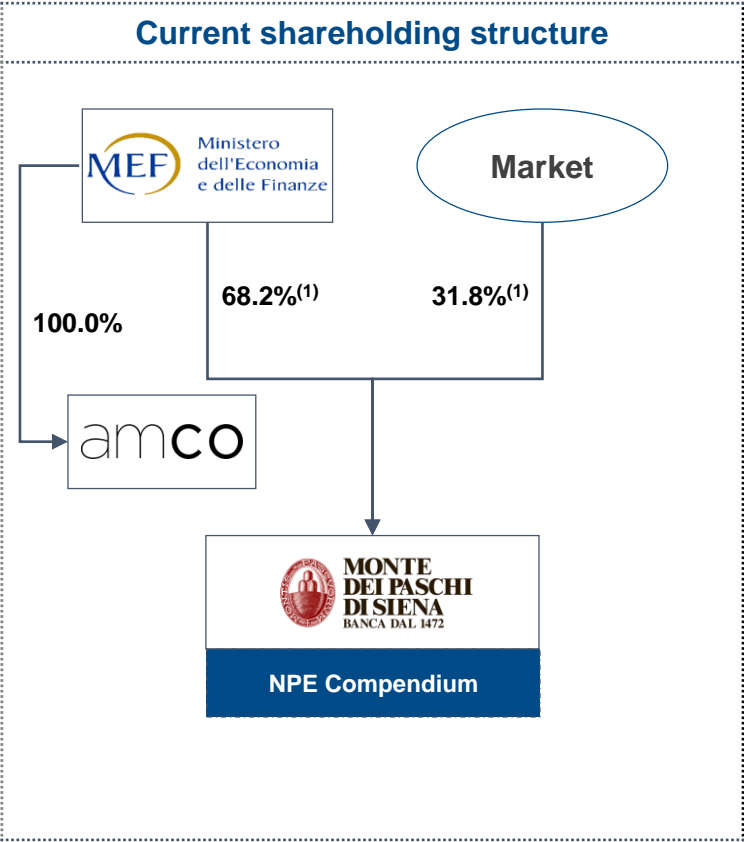 Current shareholding structure
MEF
Ministero
dell'Economia
e delle Finanze
Market
68.2%(1)
31.8%(1)
100.0%
amco
MONTE
DEI PASCHI
DI SIENA
BANCA DAL 1472
NPE Compendium